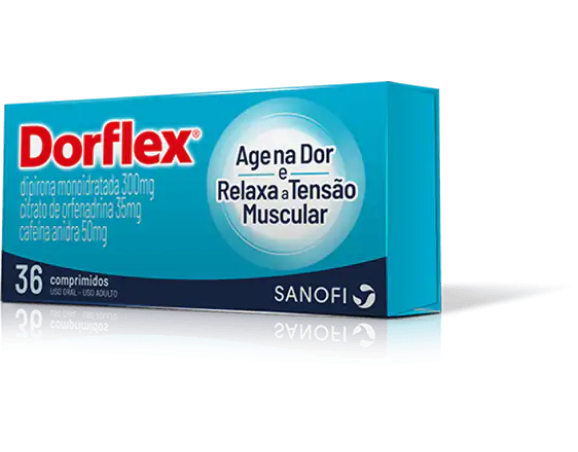 Dorflex®
dipirona monoidratada 300mg
citrato de orfenadrina 35mg
cafeína anidra 50mg
Age na Dor
e
Relaxa a Tensão
Muscular
36 comprimidos
USO ORAL - USO ADULTO
SANOFI